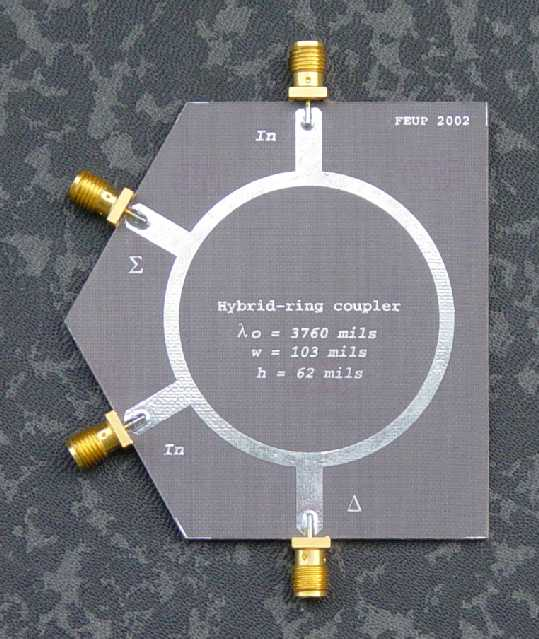 FEUP 2002
In
Σ
Hybrid-ring coupler
λo = 3760 mils
w = 103 mils
h = 62 mils
In
Δ